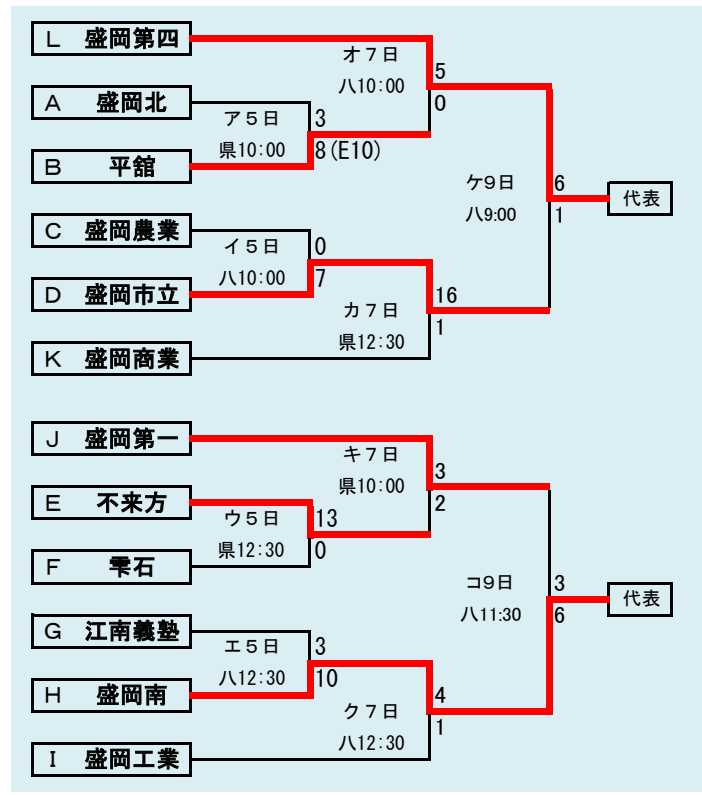 L 盛岡第四
オ7日
八10:00
5
0
A 盛岡北
ア5日
県10:00
3
8(E10)
B 平舘
ケ9日
八9:00
6
1
代表
C 盛岡農業
イ5日
八10:00
0
7
D 盛岡市立
カ7日
県12:30
16
1
K 盛岡商業
J 盛岡第一
キ7日
県10:00
3
2
E 不来方
ウ5日
県12:30
13
0
F 雫石
コ9日
八11:30
3
6
代表
G 江南義塾
エ5日
八12:30
3
10
H 盛岡南
ク7日
八12:30
4
1
I 盛岡工業